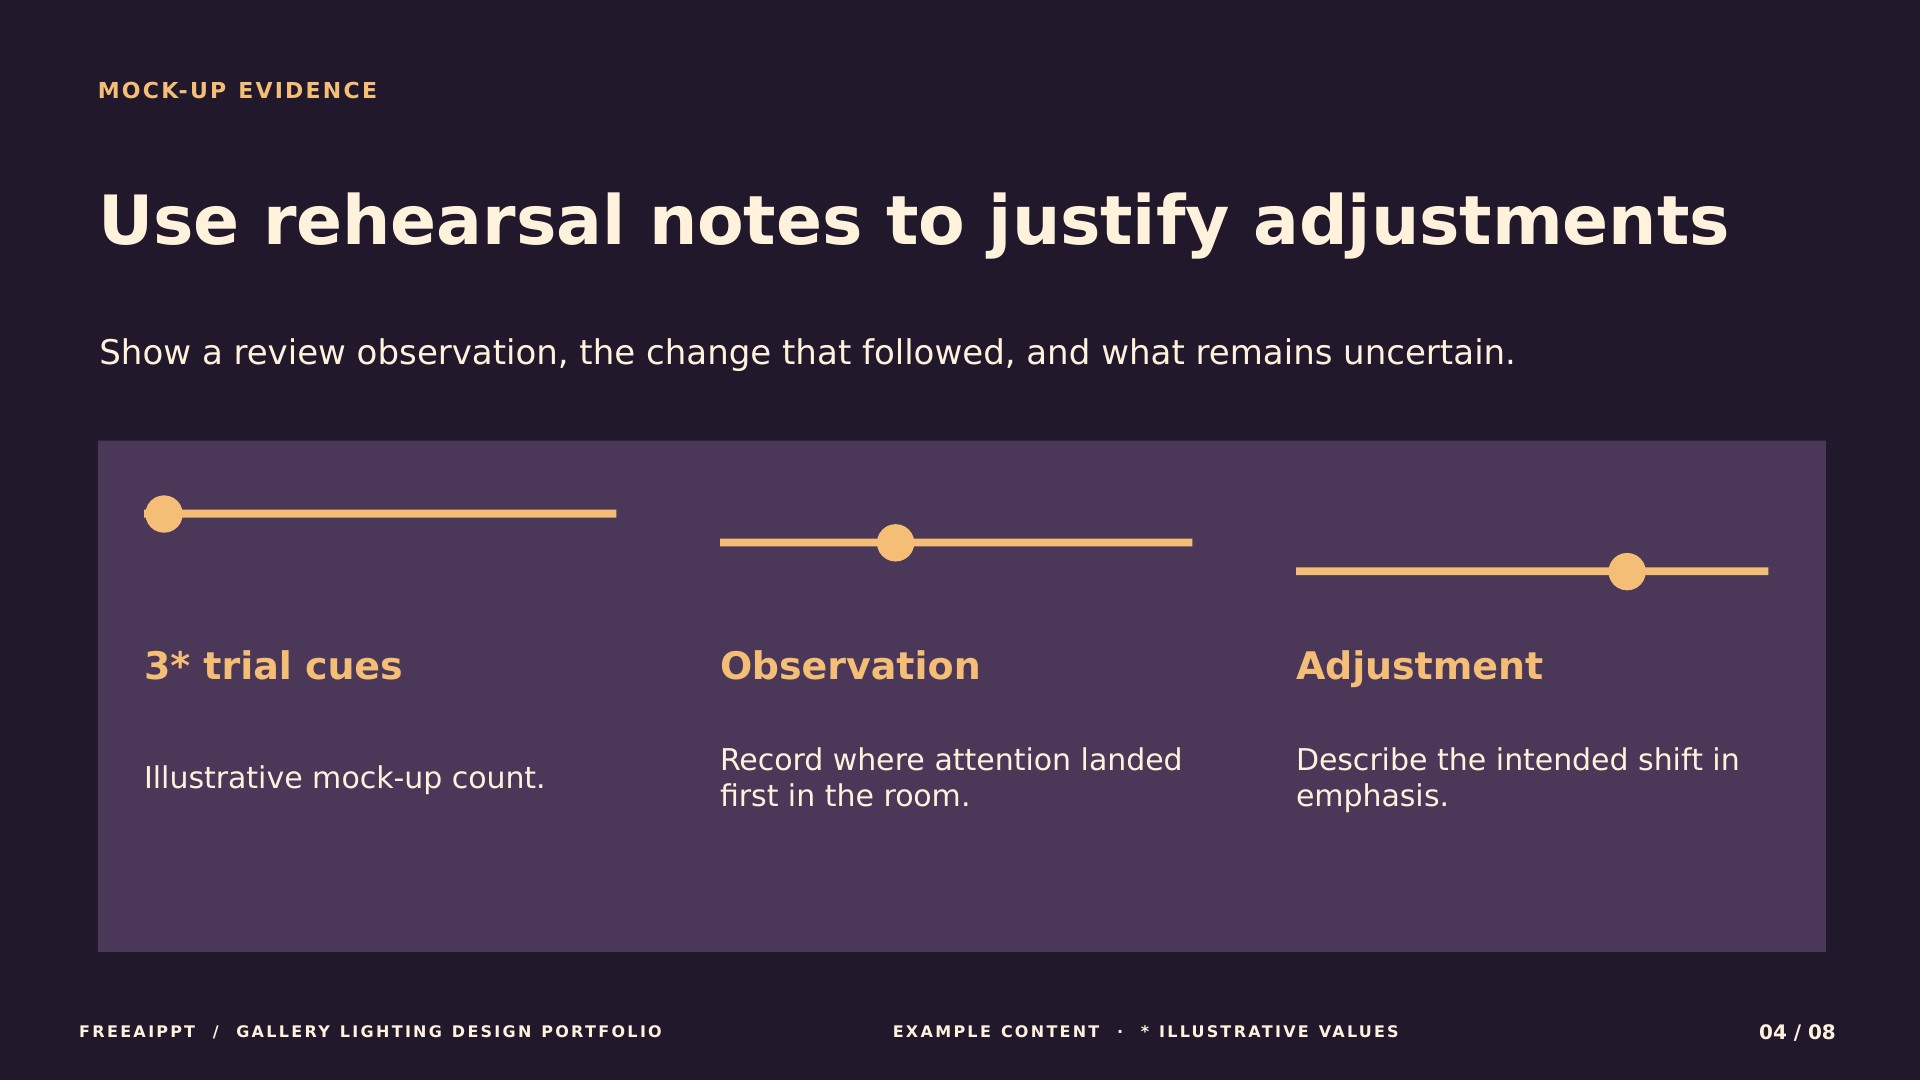 MOCK-UP EVIDENCE
Use rehearsal notes to justify adjustments
Show a review observation, the change that followed, and what remains uncertain.
3* trial cues
Illustrative mock-up count.
Observation
Record where attention landed
first in the room.
Adjustment
Describe the intended shift in
emphasis.
FREEAIPPT / GALLERY LIGHTING DESIGN PORTFOLIO
EXAMPLE CONTENT · * ILLUSTRATIVE VALUES
04 / 08